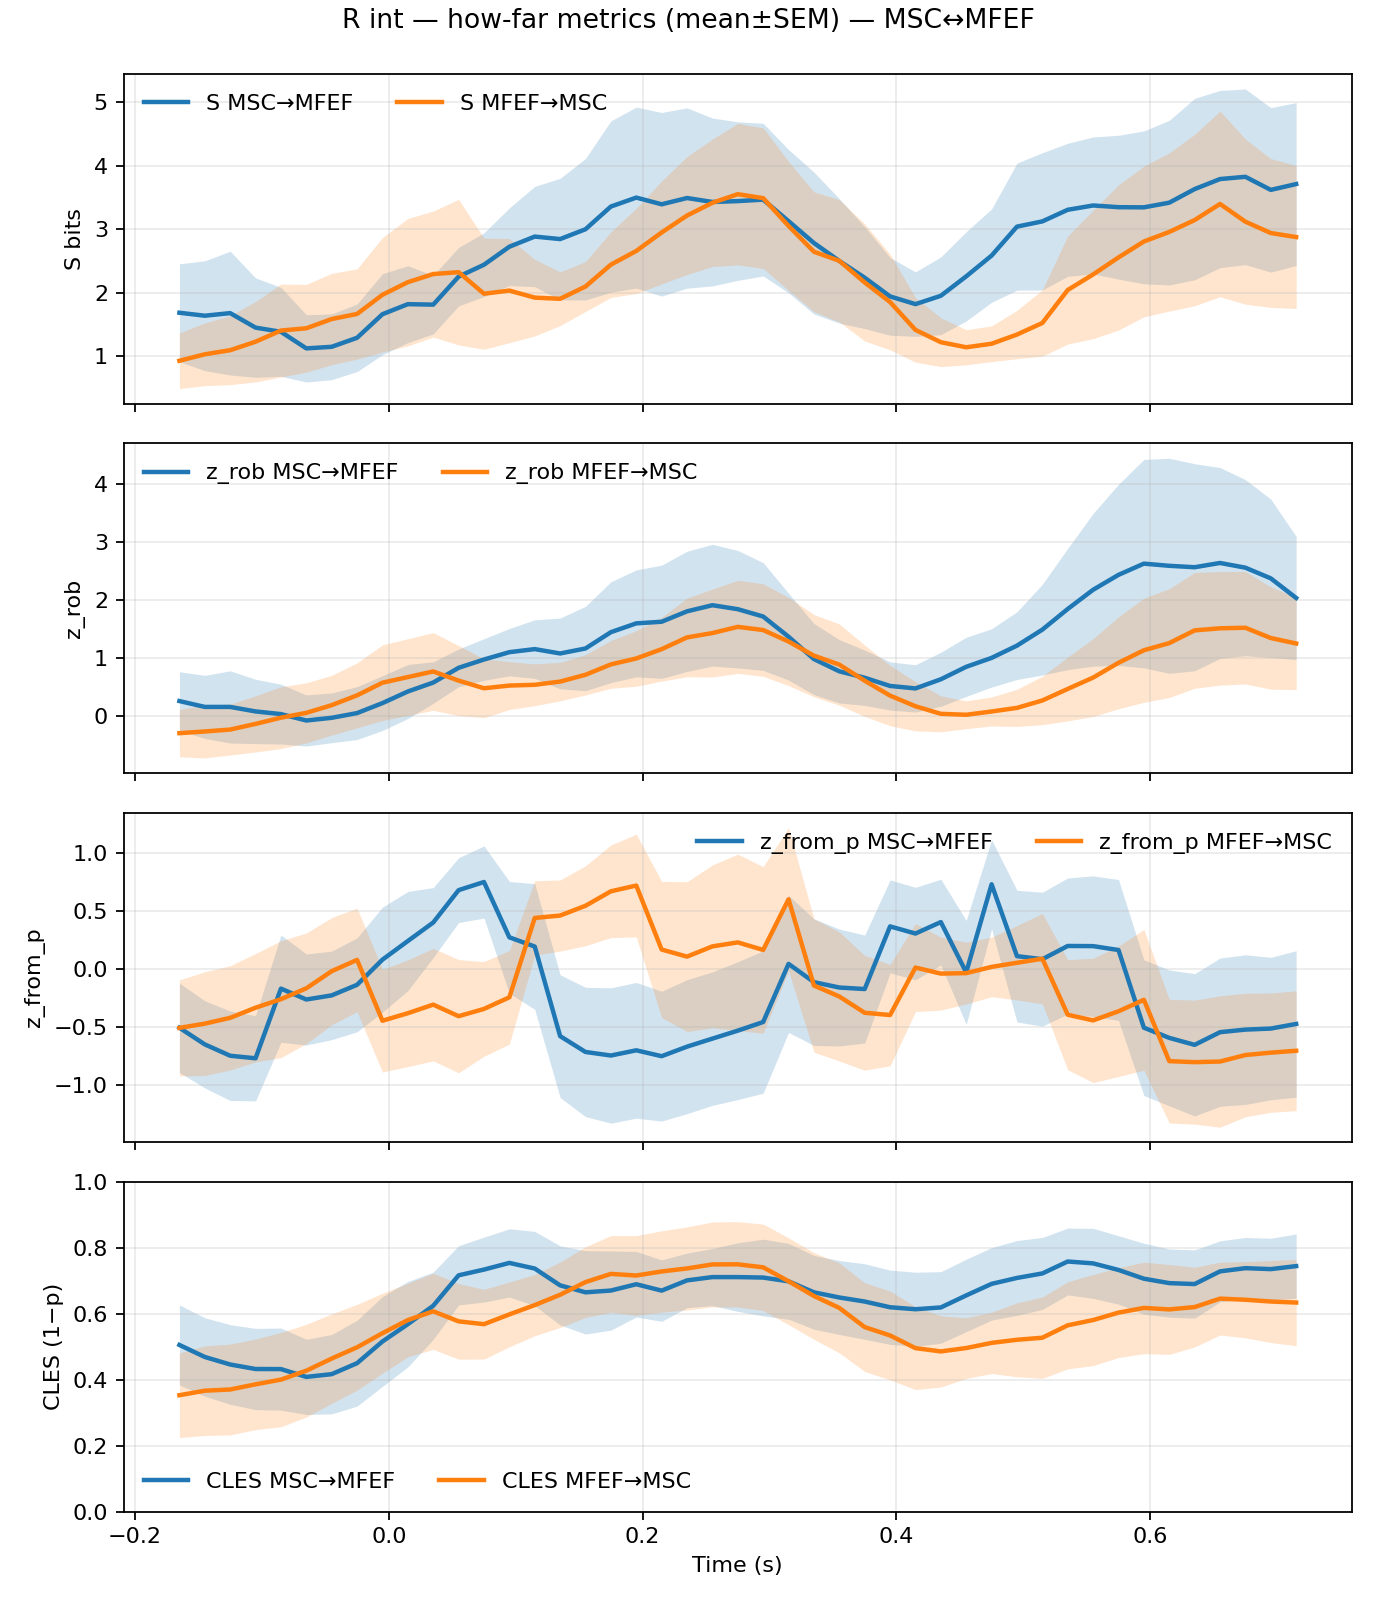 R int — how-far metrics (mean±SEM) — MSC↔MFEF
S MSC→MFEF S MFEF→MSC
S bits
5
4
3
2
1
z_rob MSC→MFEF z_rob MFEF→MSC
z_rob
4
3
2
1
0
z_from_p MSC→MFEF z_from_p MFEF→MSC
z_from_p
1.0
0.5
0.0
−0.5
−1.0
CLES (1−p)
1.0
0.8
0.6
0.4
0.2
0.0
CLES MSC→MFEF CLES MFEF→MSC
−0.2 0.0 0.2 0.4 0.6
Time (s)